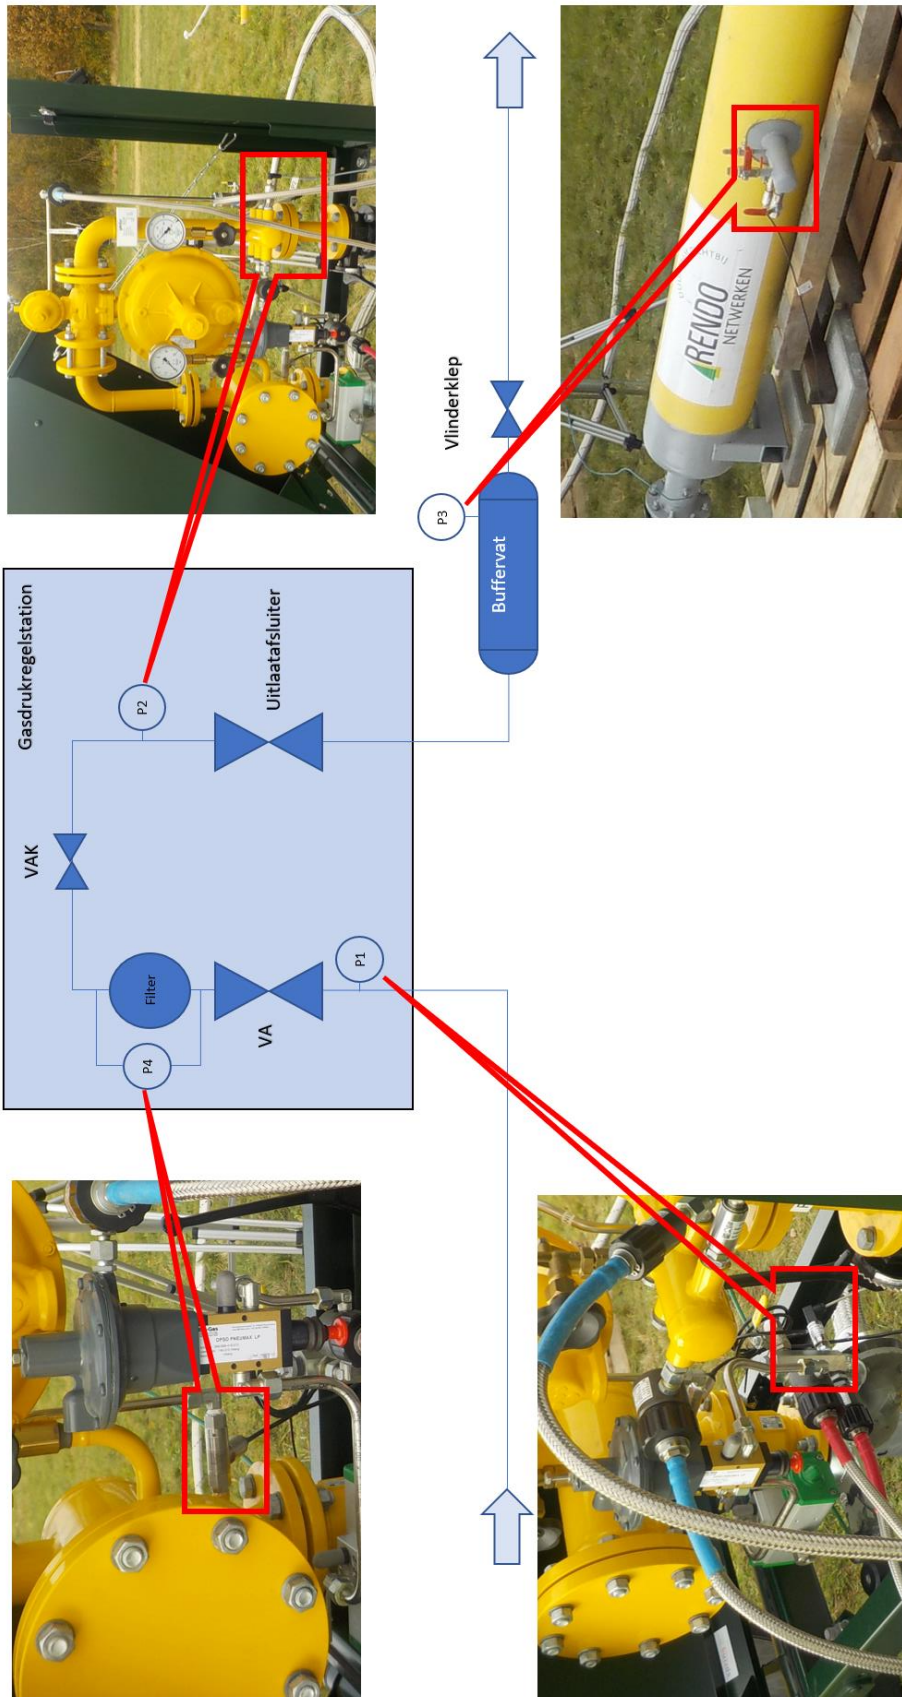 Gasdrukregelstation
VAK
P2
Uitlaatafsluiter
Filter
P4
VA
P1
P3
Buffervat
Vlinderklep
RENDO
NETWERKEN